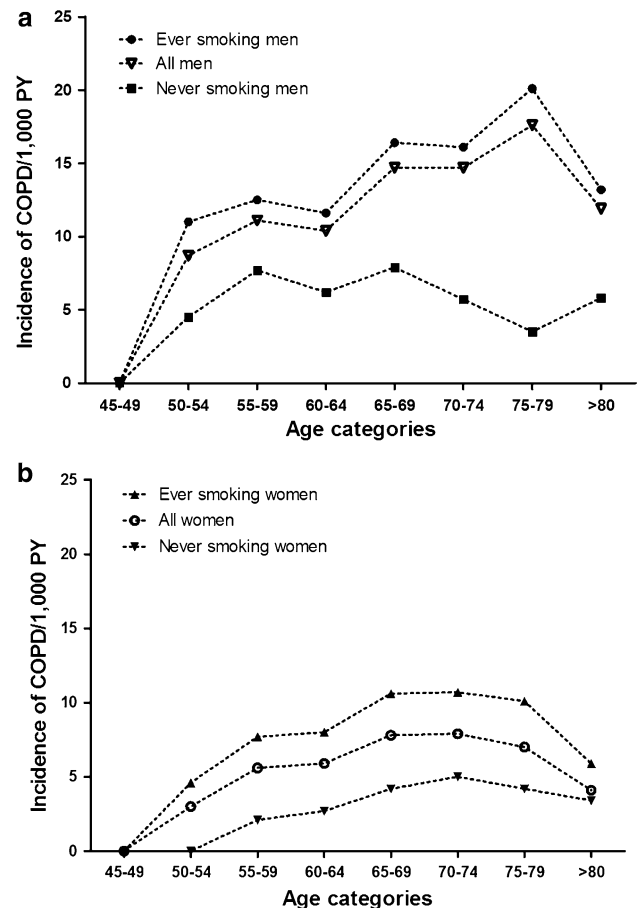 a
25
Ever smoking men
All men
Never smoking men
20
15
10
5
0
Incidence of COPD/1,000 PY
45-49 50-54 55-59 60-64 65-69 70-74 75-79 >80
Age categories
b
25
Ever smoking women
All women
Never smoking women
20
15
10
5
0
Incidence of COPD/1,000 PY
45-49 50-54 55-59 60-64 65-69 70-74 75-79 >80
Age categories